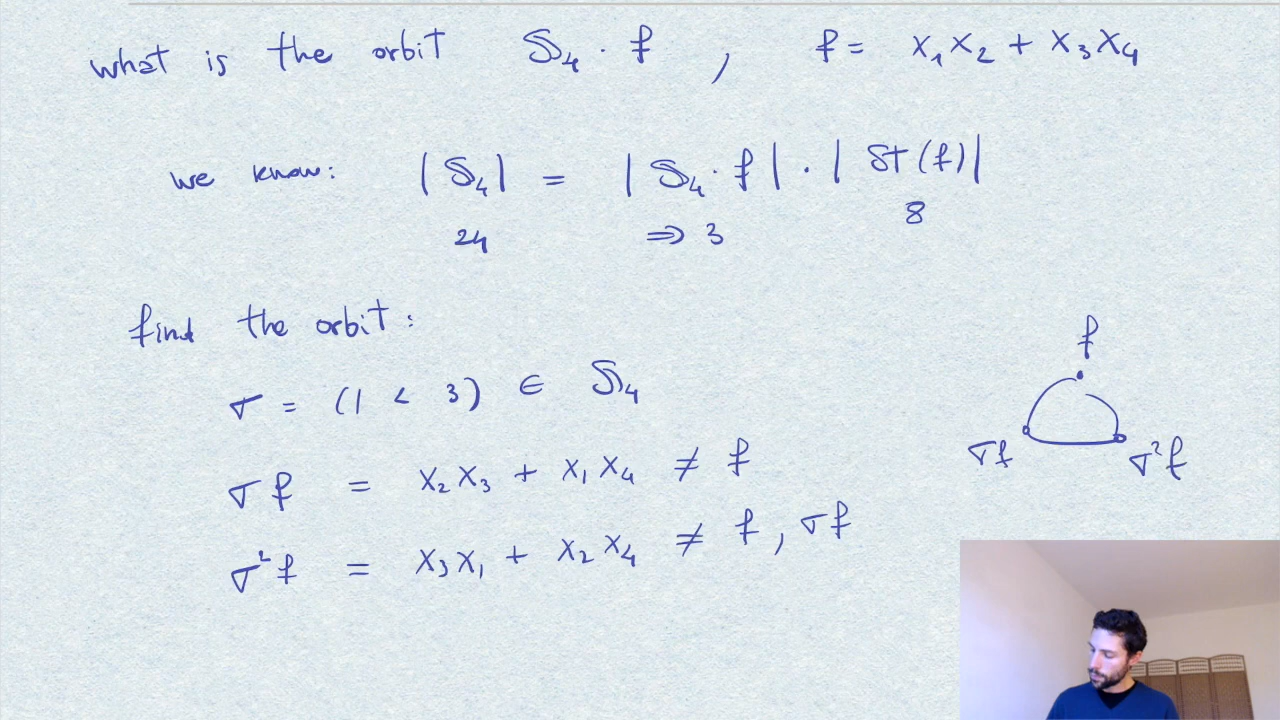 what is the orbit 𝕊₄ · f , f = x₁x₂ + x₃x₄
we know: |𝕊₄| = |𝕊₄ · f| · |St(f)|
24 ⇒ 3 8
find the orbit:
σ = (1 2 3) ∈ 𝕊₄
σf = x₂x₃ + x₁x₄ ≠ f
σ²f = x₃x₁ + x₂x₄ ≠ f, σf
f
σf σ²f